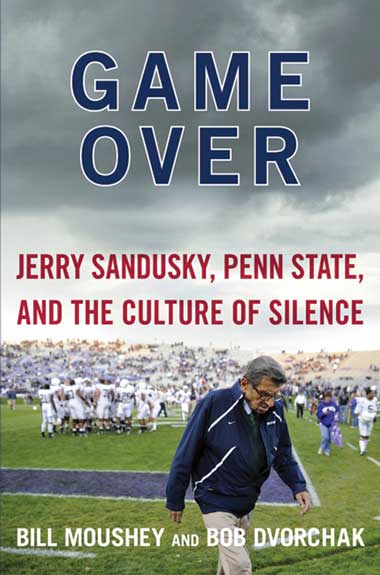 GAME
OVER
JERRY SANDUSKY, PENN STATE,
AND THE CULTURE OF SILENCE
BILL MOUSHEY AND BOB DVORCHAK